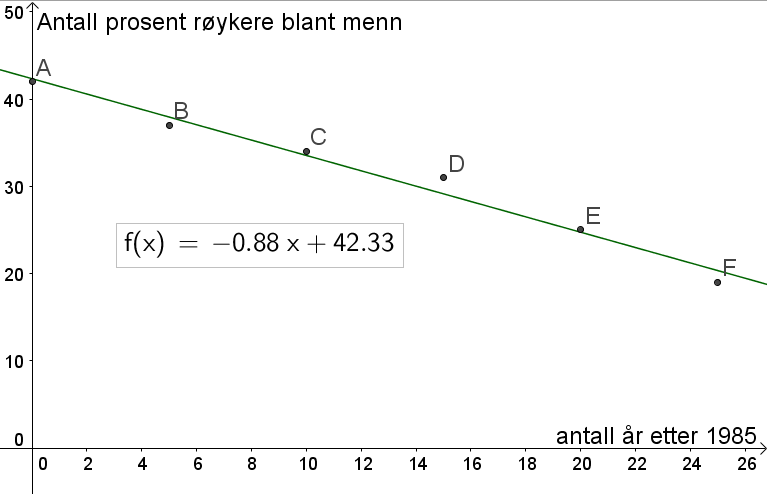 50
Antall prosent røykere blant menn
A
40
B
C
D
30
E
f(x) = −0.88 x + 42.33
20
F
10
0
antall år etter 1985
0 2 4 6 8 10 12 14 16 18 20 22 24 26